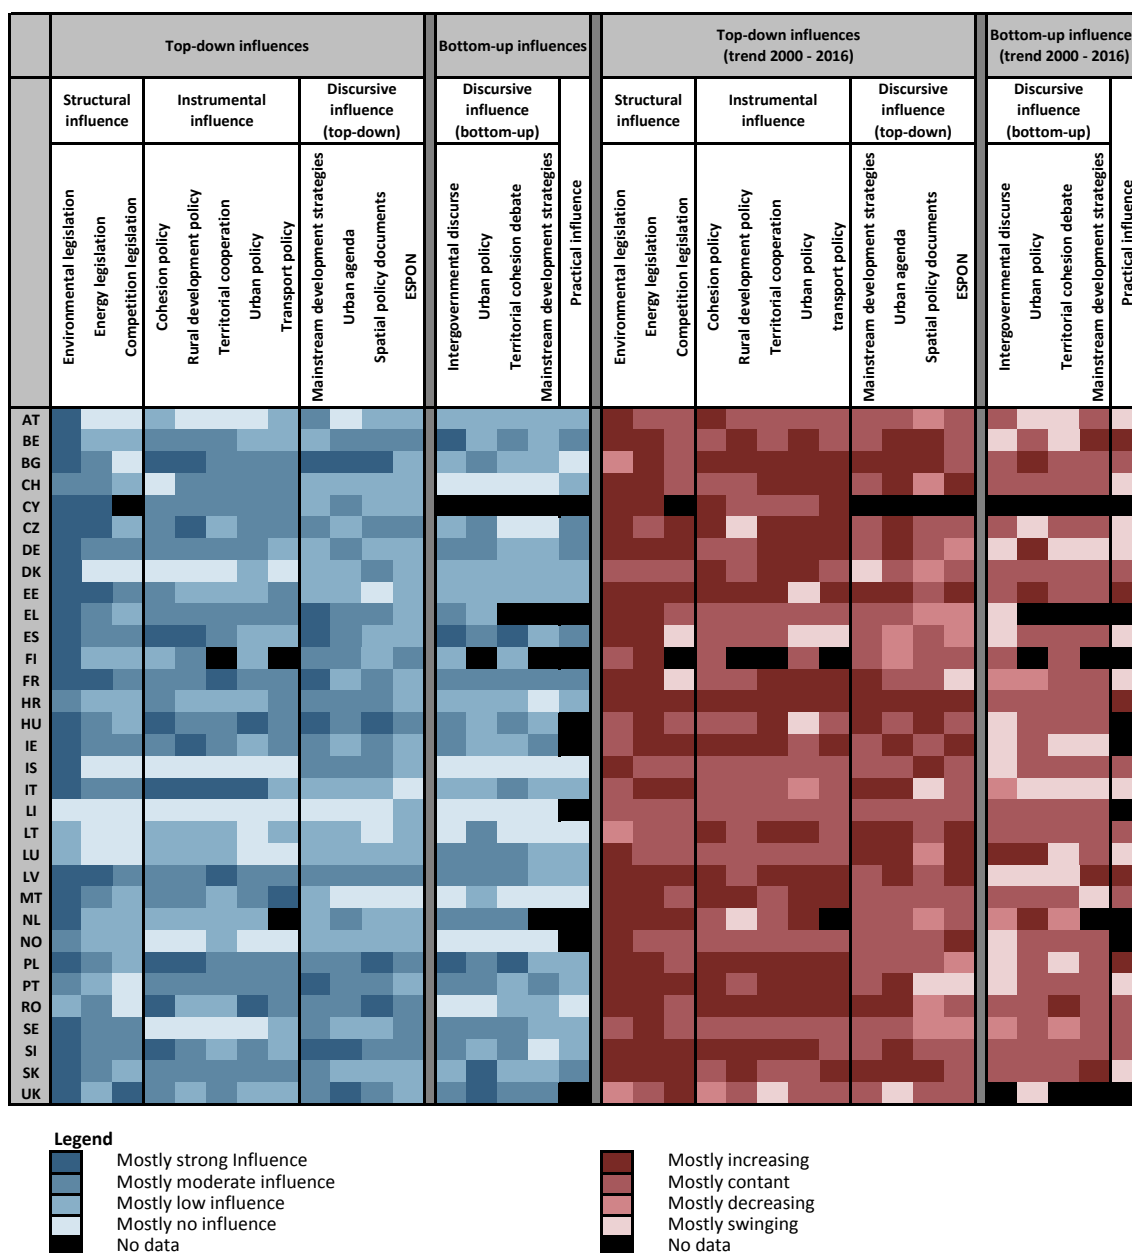 Top-down influences
Bottom-up influences
Top-down influences
(trend 2000 - 2016)
Bottom-up influence
(trend 2000 - 2016)
Structural
influence
Instrumental
influence
Discursive
influence
(top-down)
Discursive
influence
(bottom-up)
Structural
influence
Instrumental
influence
Discursive
influence
(top-down)
Discursive
influence
(bottom-up)
Environmental legislation
Energy legislation
Competition legislation
Cohesion policy
Rural development policy
Territorial cooperation
Urban policy
Transport policy
Mainstream development strategies
Urban agenda
Spatial policy documents
ESPON
Intergovernmental discurse
Urban policy
Territorial cohesion debate
Mainstream development strategies
Practical influence
Environmental legislation
Energy legislation
Competition legislation
Cohesion policy
Rural development policy
Territorial cooperation
Urban policy
transport policy
Mainstream development strategies
Urban agenda
Spatial policy documents
ESPON
Intergovernmental discurse
Urban policy
Territorial cohesion debate
Mainstream development strategies
Practical influence
AT
BE
BG
CH
CY
CZ
DE
DK
EE
EL
ES
FI
FR
HR
HU
IE
IS
IT
LI
LT
LU
LV
MT
NL
NO
PL
PT
RO
SE
SI
SK
UK
Legend
Mostly strong Influence
Mostly moderate influence
Mostly low influence
Mostly no influence
No data
Mostly increasing
Mostly contant
Mostly decreasing
Mostly swinging
No data